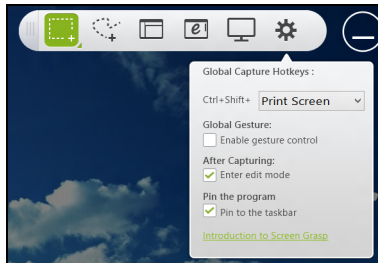 Global Capture Hotkeys :
Ctrl+Shift+ Print Screen
Global Gesture:
Enable gesture control
After Capturing:
Enter edit mode
Pin the program
Pin to the taskbar
Introduction to Screen Grasp